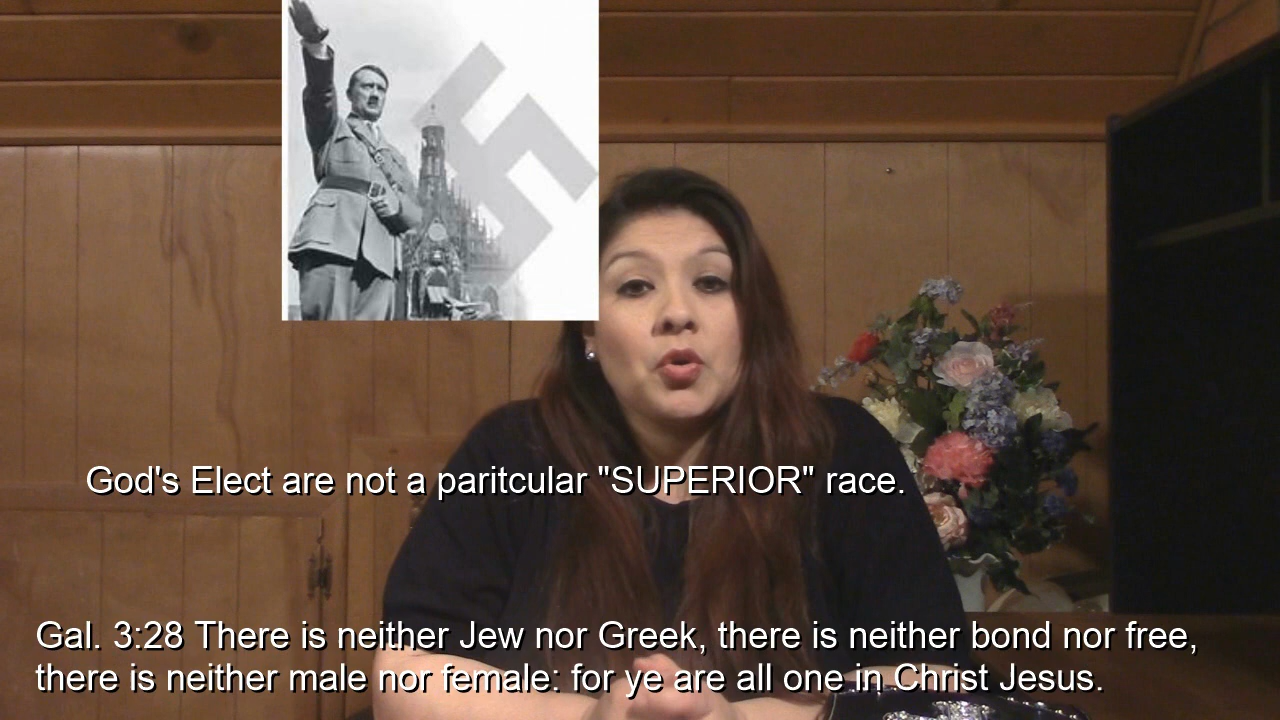 God's Elect are not a paritcular "SUPERIOR" race.
Gal. 3:28 There is neither Jew nor Greek, there is neither bond nor free,
there is neither male nor female: for ye are all one in Christ Jesus.